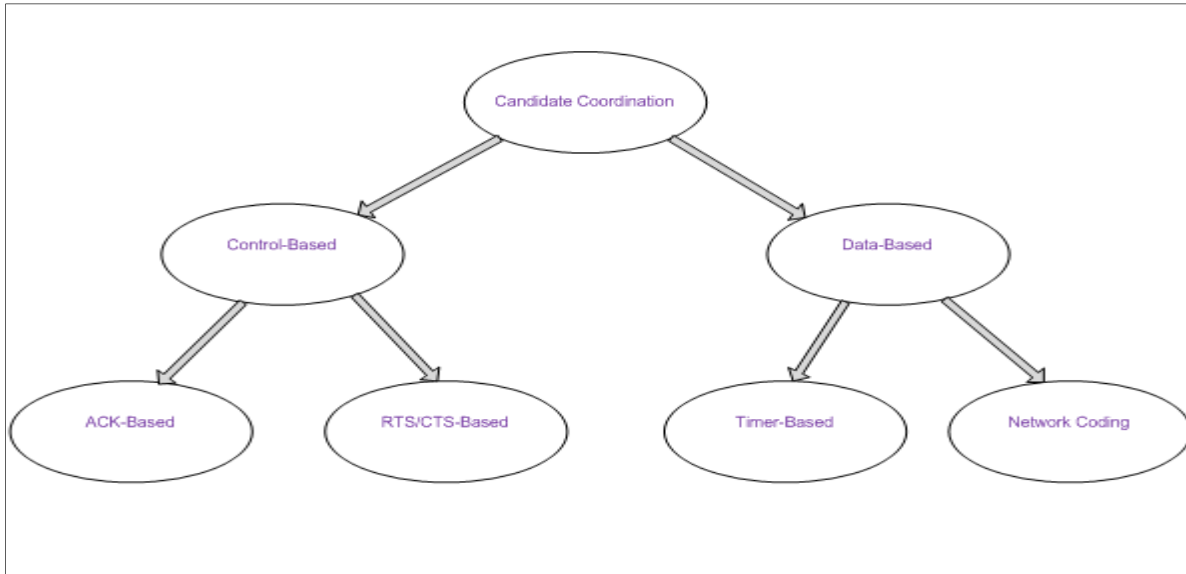 Candidate Coordination
Control-Based
Data-Based
ACK-Based
RTS/CTS-Based
Timer-Based
Network Coding